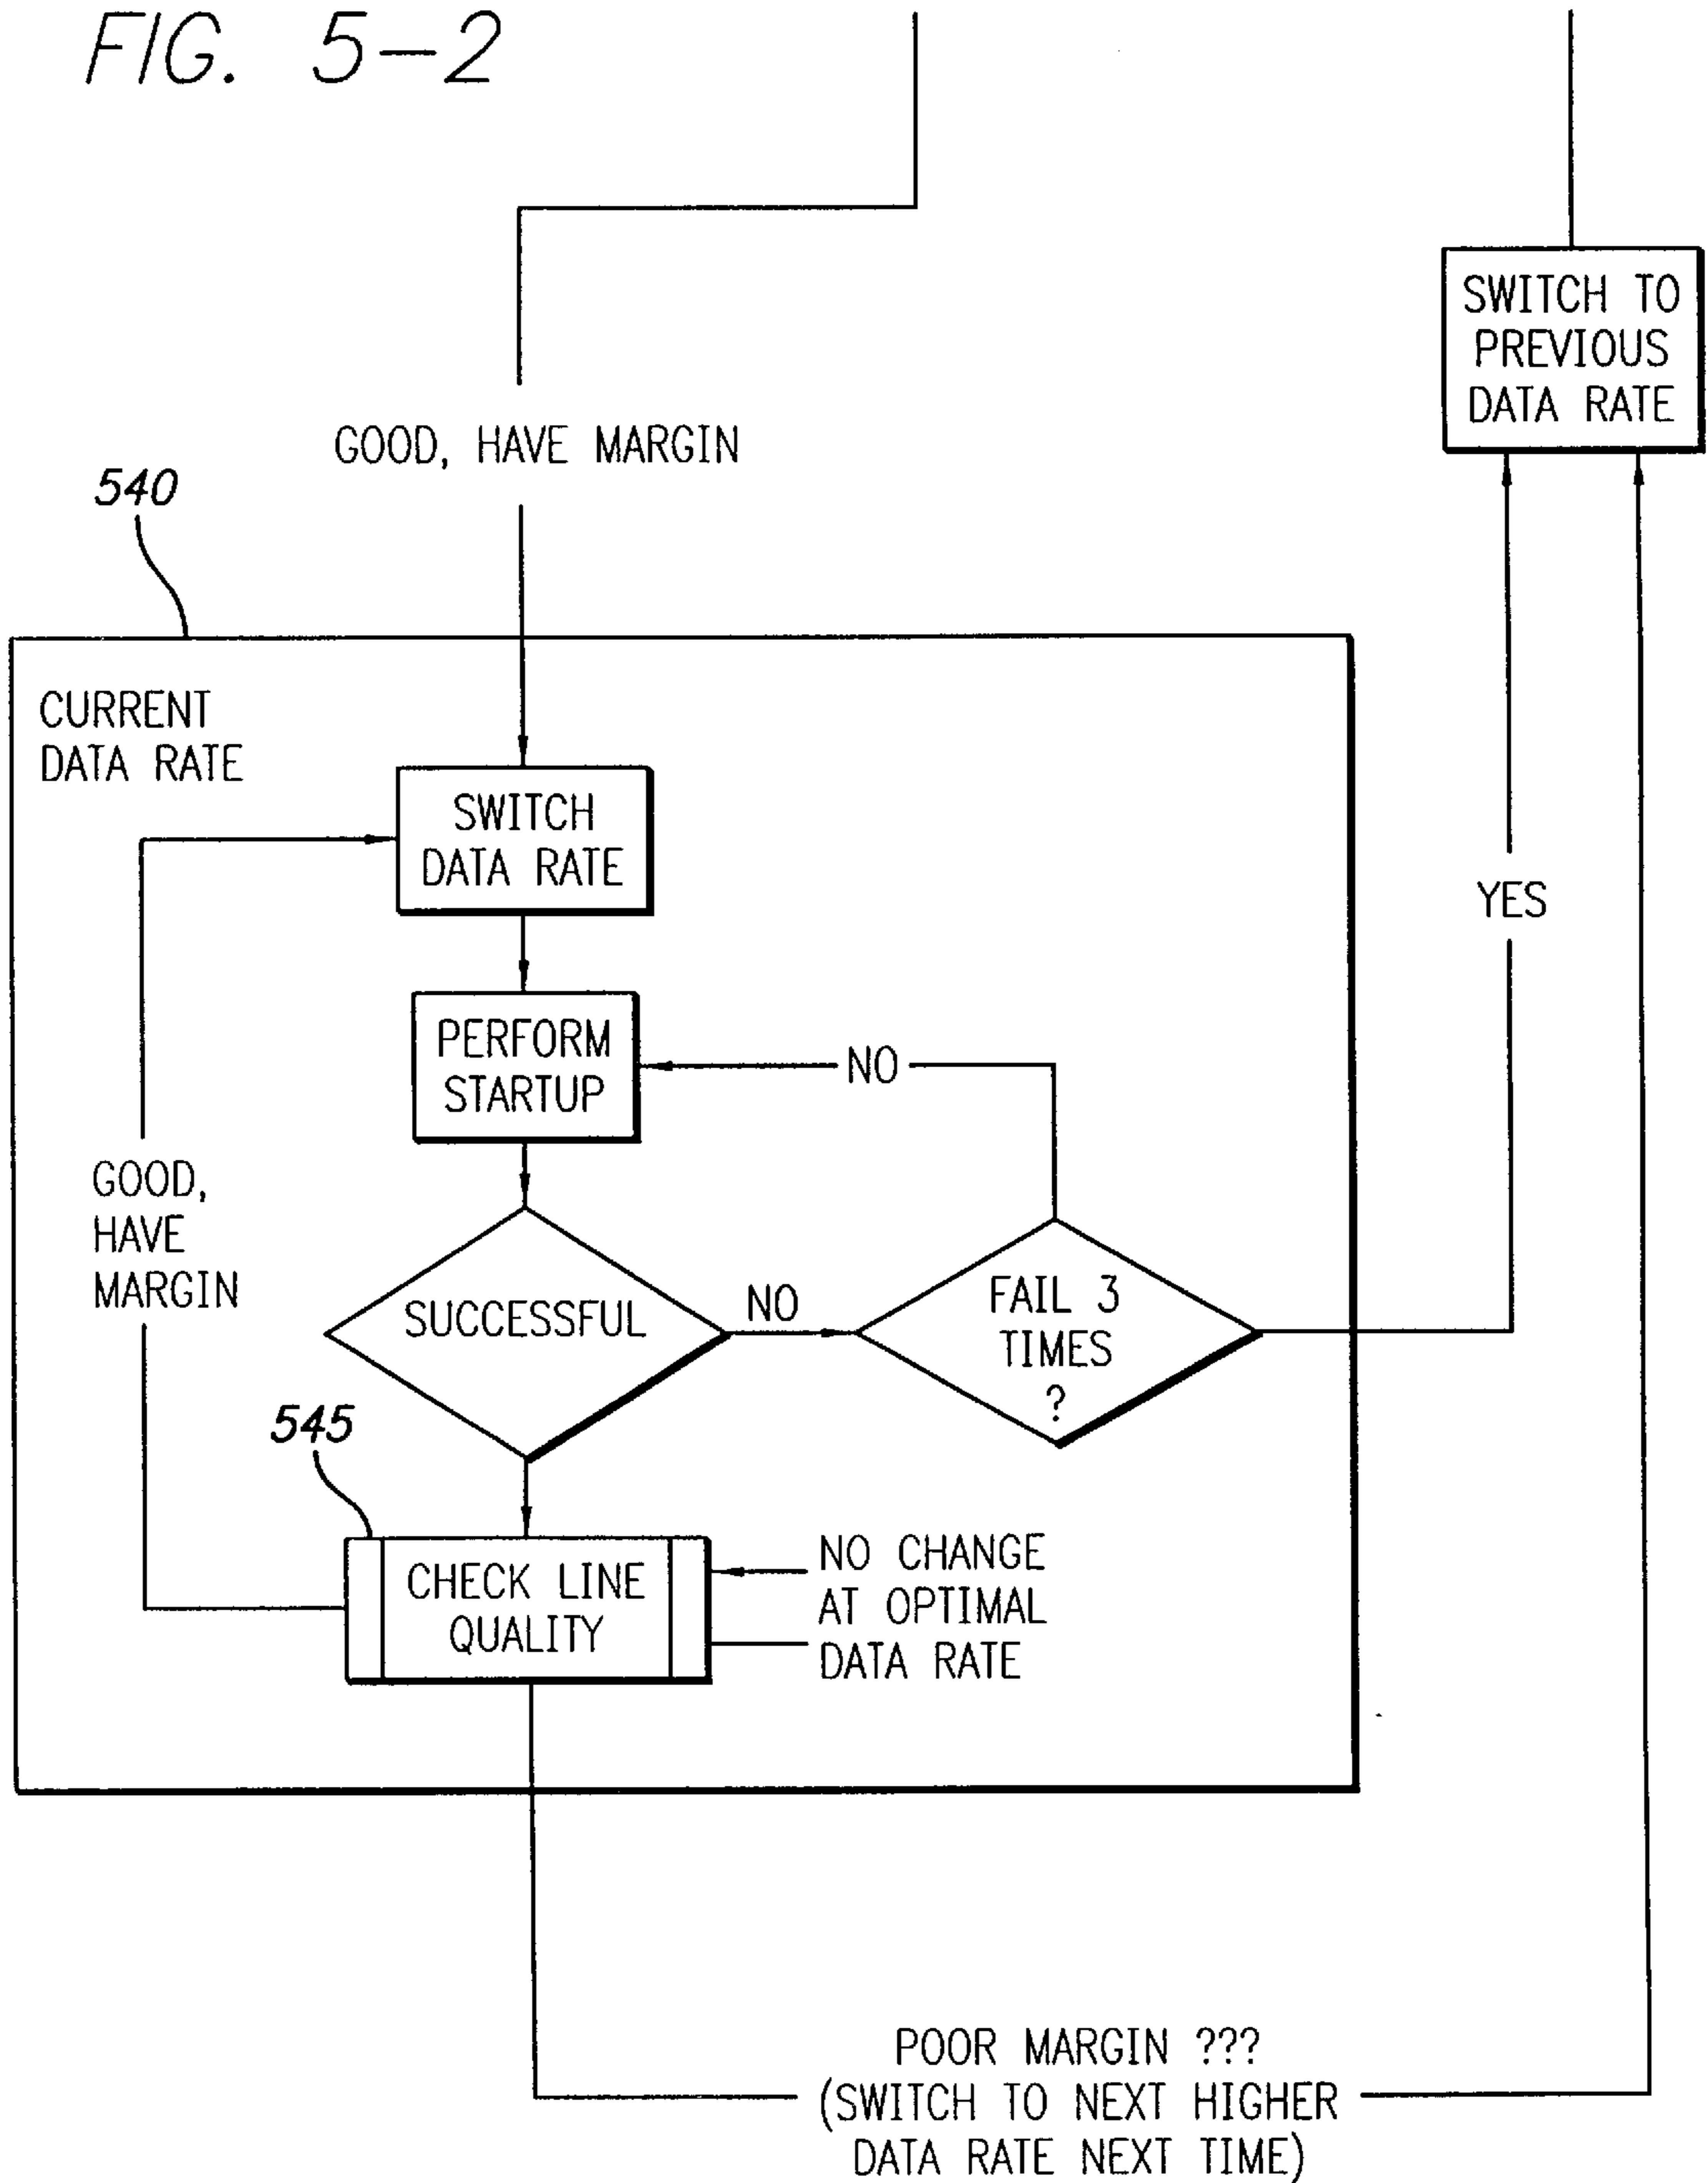 FIG. 5-2
SWITCH TO
PREVIOUS
DATA RATE
GOOD, HAVE MARGIN
540
CURRENT
DATA RATE
SWITCH
DATA RATE
YES
PERFORM
STARTUP
NO
GOOD,
HAVE
MARGIN
SUCCESSFUL
NO
FAIL 3
TIMES
?
545
CHECK LINE
QUALITY
NO CHANGE
AT OPTIMAL
DATA RATE
POOR MARGIN ???
(SWITCH TO NEXT HIGHER
DATA RATE NEXT TIME)